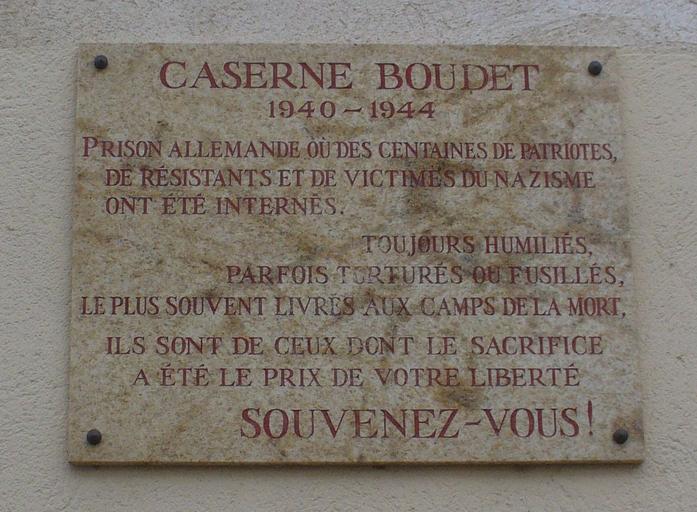 CASERNE BOUDET
1940 – 1944
PRISON ALLEMANDE OÙ DES CENTAINES DE PATRIOTES,
DE RÉSISTANTS ET DE VICTIMES DU NAZISME
ONT ÉTÉ INTERNÉS.
TOUJOURS HUMILIÉS,
PARFOIS TORTURÉS OU FUSILLÉS,
LE PLUS SOUVENT LIVRÉS AUX CAMPS DE LA MORT,
ILS SONT DE CEUX DONT LE SACRIFICE
A ÉTÉ LE PRIX DE VOTRE LIBERTÉ
SOUVENEZ-VOUS!